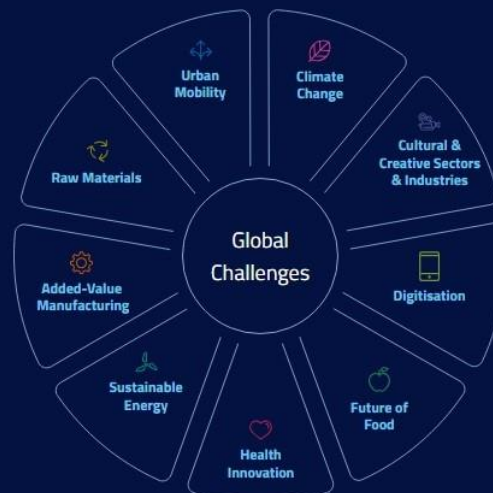 Global
Challenges
Climate
Change
Cultural &
Creative Sectors
& Industries
Digitisation
Future of
Food
Health
Innovation
Sustainable
Energy
Added-Value
Manufacturing
Raw Materials
Urban
Mobility